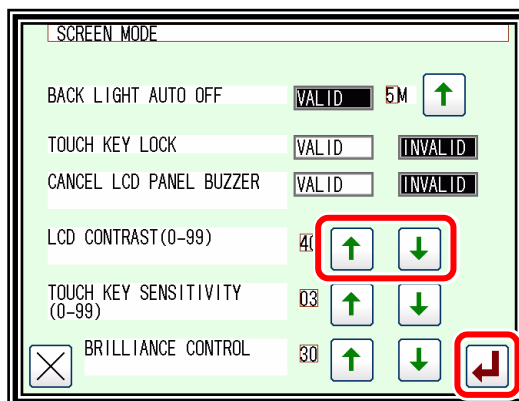 SCREEN MODE
BACK LIGHT AUTO OFF VALID 5M
TOUCH KEY LOCK VALID INVALID
CANCEL LCD PANEL BUZZER VALID INVALID
LCD CONTRAST(0-99)
TOUCH KEY SENSITIVITY 03
(0-99)
BRILLIANCE CONTROL 30